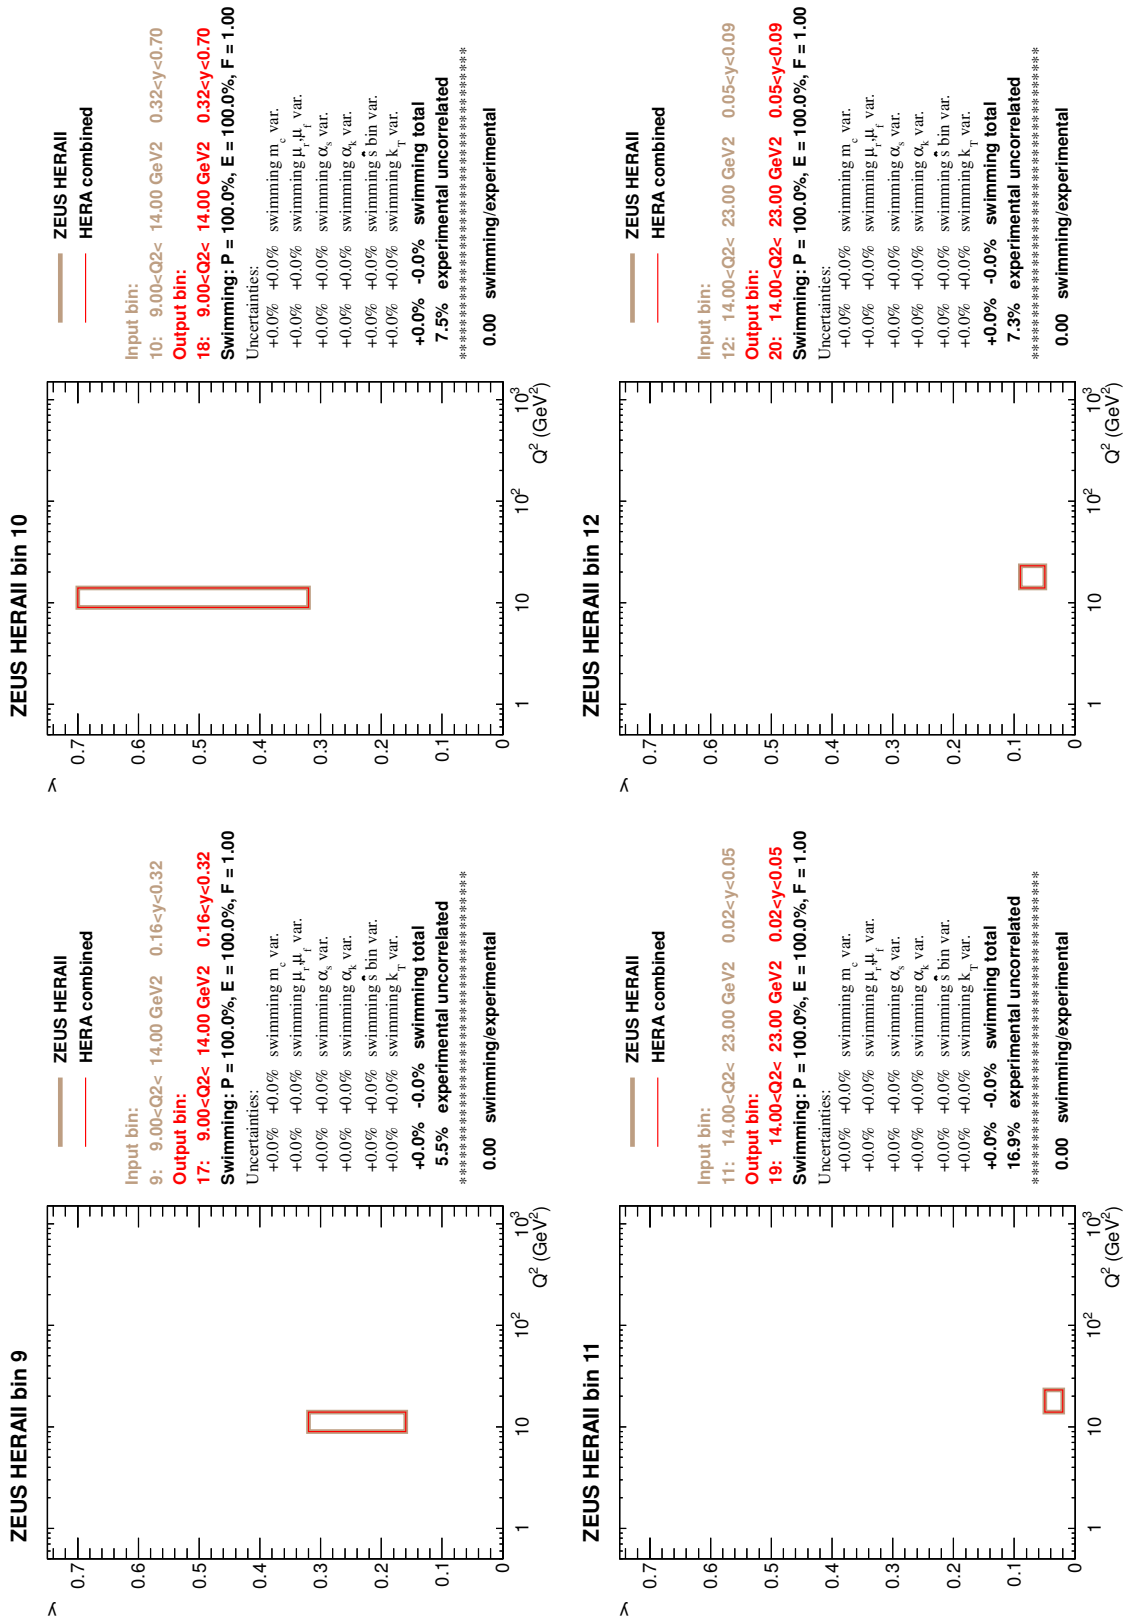 ZEUS HERAII bin 9
y
0.7
0.6
0.5
0.4
0.3
0.2
0.1
0
1
10
10²
10³
Q² (GeV²)
ZEUS HERAII
HERA combined
Input bin:
9: 9.00<Q2< 14.00 GeV2 0.16<y<0.32
Output bin:
17: 9.00<Q2< 14.00 GeV2 0.16<y<0.32
Swimming: P = 100.0%, E = 100.0%, F = 1.00
Uncertainties:
+0.0% +0.0% swimming m_c var.
+0.0% +0.0% swimming μ_r,μ_f var.
+0.0% +0.0% swimming α_s var.
+0.0% +0.0% swimming α_k var.
+0.0% +0.0% swimming ŝ bin var.
+0.0% +0.0% swimming k_T var.
+0.0% -0.0% swimming total
5.5% experimental uncorrelated
************************************
0.00 swimming/experimental
ZEUS HERAII bin 10
y
0.7
0.6
0.5
0.4
0.3
0.2
0.1
0
1
10
10²
10³
Q² (GeV²)
ZEUS HERAII
HERA combined
Input bin:
10: 9.00<Q2< 14.00 GeV2 0.32<y<0.70
Output bin:
18: 9.00<Q2< 14.00 GeV2 0.32<y<0.70
Swimming: P = 100.0%, E = 100.0%, F = 1.00
Uncertainties:
+0.0% +0.0% swimming m_c var.
+0.0% +0.0% swimming μ_r,μ_f var.
+0.0% +0.0% swimming α_s var.
+0.0% +0.0% swimming α_k var.
+0.0% +0.0% swimming ŝ bin var.
+0.0% +0.0% swimming k_T var.
+0.0% -0.0% swimming total
7.5% experimental uncorrelated
************************************
0.00 swimming/experimental
ZEUS HERAII bin 11
y
0.7
0.6
0.5
0.4
0.3
0.2
0.1
0
1
10
10²
10³
Q² (GeV²)
ZEUS HERAII
HERA combined
Input bin:
11: 14.00<Q2< 23.00 GeV2 0.02<y<0.05
Output bin:
19: 14.00<Q2< 23.00 GeV2 0.02<y<0.05
Swimming: P = 100.0%, E = 100.0%, F = 1.00
Uncertainties:
+0.0% +0.0% swimming m_c var.
+0.0% +0.0% swimming μ_r,μ_f var.
+0.0% +0.0% swimming α_s var.
+0.0% +0.0% swimming α_k var.
+0.0% +0.0% swimming ŝ bin var.
+0.0% +0.0% swimming k_T var.
+0.0% -0.0% swimming total
16.9% experimental uncorrelated
************************************
0.00 swimming/experimental
ZEUS HERAII bin 12
y
0.7
0.6
0.5
0.4
0.3
0.2
0.1
0
1
10
10²
10³
Q² (GeV²)
ZEUS HERAII
HERA combined
Input bin:
12: 14.00<Q2< 23.00 GeV2 0.05<y<0.09
Output bin:
20: 14.00<Q2< 23.00 GeV2 0.05<y<0.09
Swimming: P = 100.0%, E = 100.0%, F = 1.00
Uncertainties:
+0.0% +0.0% swimming m_c var.
+0.0% +0.0% swimming μ_r,μ_f var.
+0.0% +0.0% swimming α_s var.
+0.0% +0.0% swimming α_k var.
+0.0% +0.0% swimming ŝ bin var.
+0.0% +0.0% swimming k_T var.
+0.0% -0.0% swimming total
7.3% experimental uncorrelated
************************************
0.00 swimming/experimental